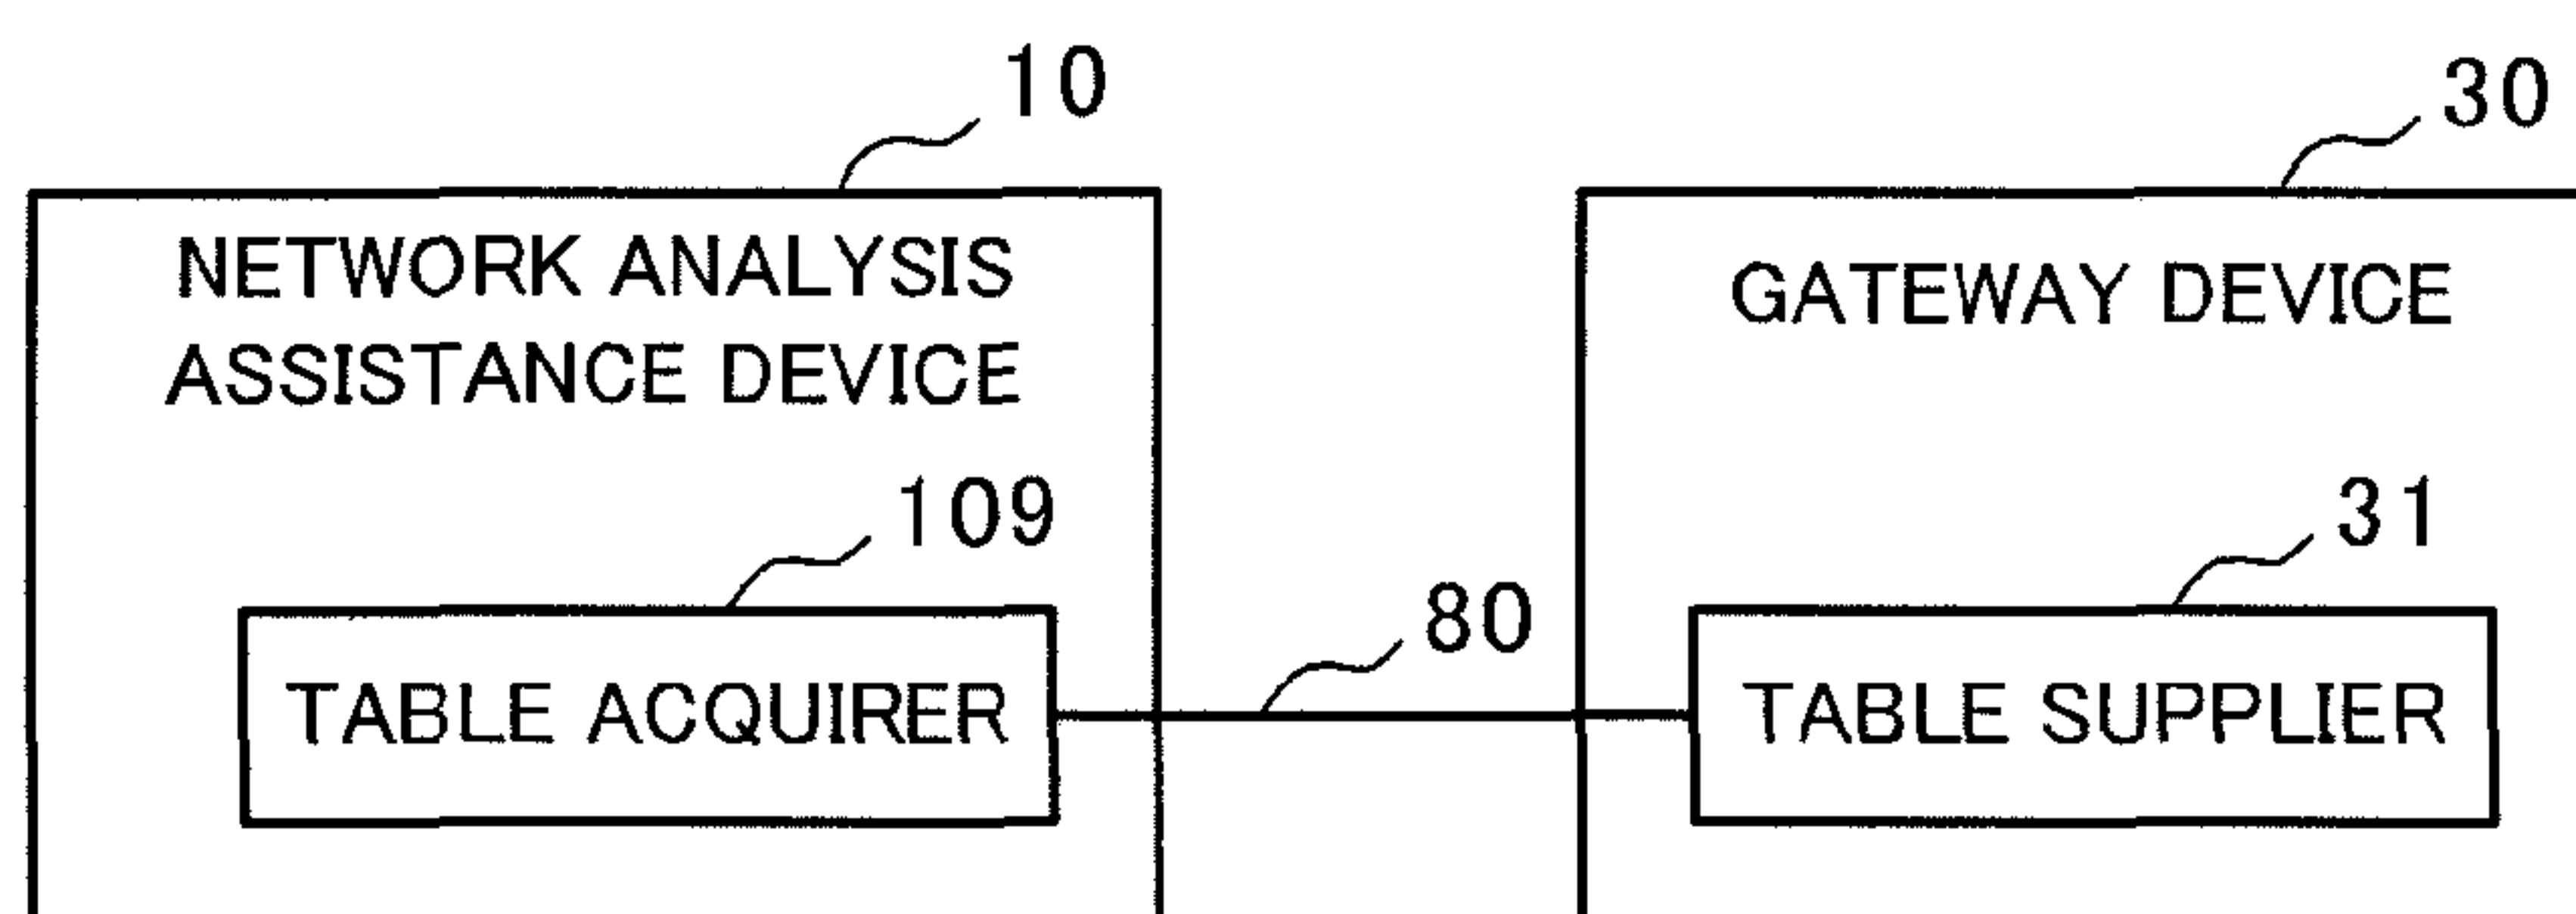 10
30
NETWORK ANALYSIS
ASSISTANCE DEVICE
GATEWAY DEVICE
109
31
80
TABLE ACQUIRER
TABLE SUPPLIER